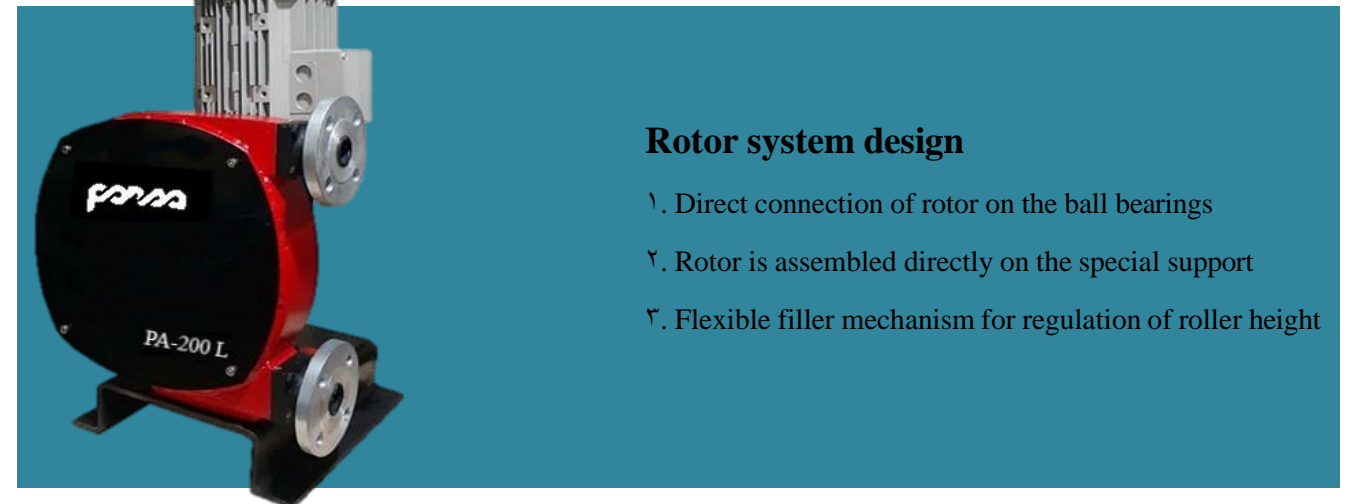 PA-200 L
Rotor system design
١. Direct connection of rotor on the ball bearings
٢. Rotor is assembled directly on the special support
٣. Flexible filler mechanism for regulation of roller height